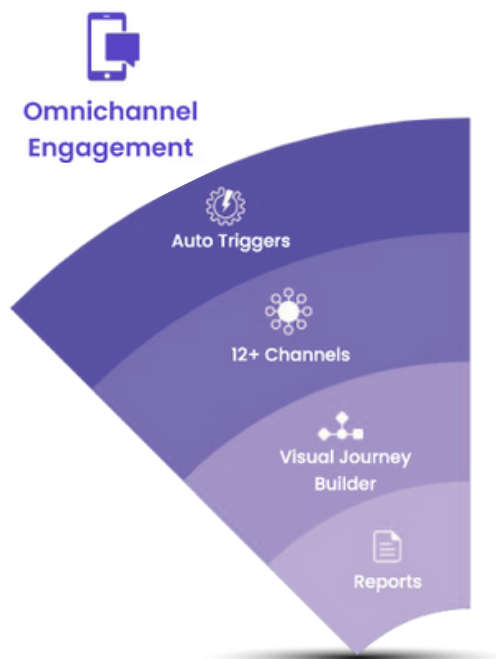 Omnichannel
Engagement
Auto Triggers
12+ Channels
Visual Journey
Builder
Reports